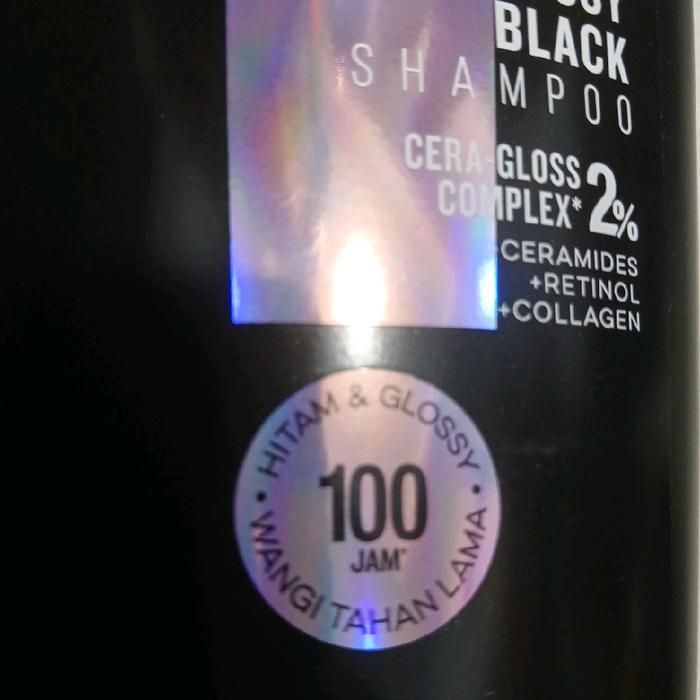 BLACK
SHAMPOO
CERA-GLOSS
COMPLEX* 2%
+CERAMIDES
+RETINOL
+COLLAGEN
• HITAM & GLOSSY •
100
JAM*
WANGI TAHAN LAMA